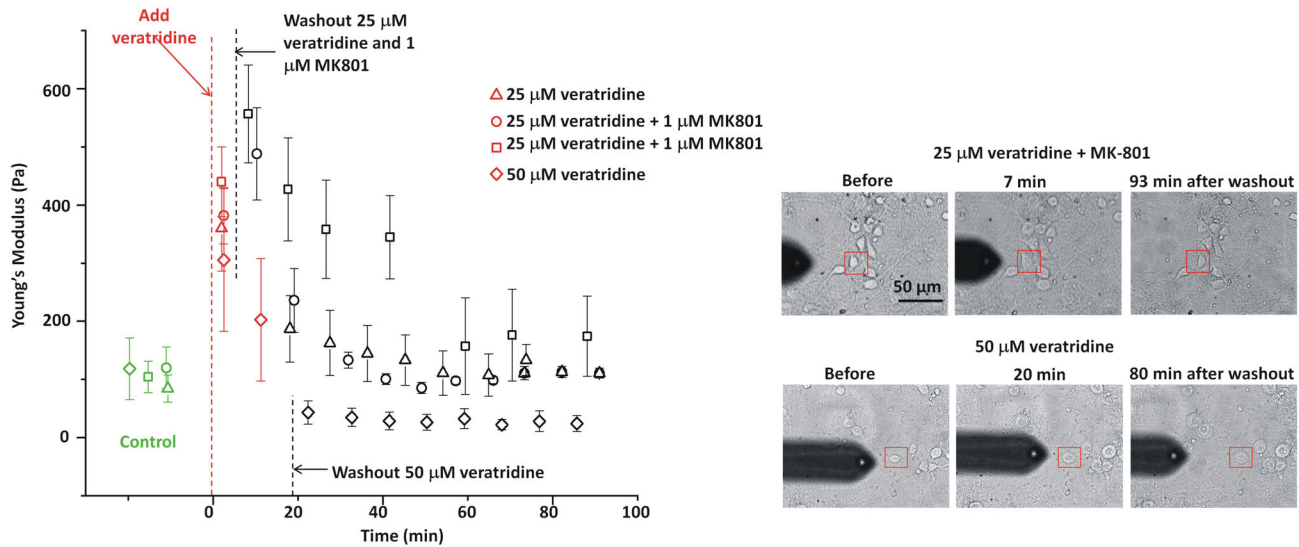 Add
veratridine
Washout 25 μM
veratridine and 1
μM MK801
25 μM veratridine
25 μM veratridine + 1 μM MK801
25 μM veratridine + 1 μM MK801
50 μM veratridine
Young's Modulus (Pa)
600
400
200
0
Control
Washout 50 μM veratridine
0
20
40
60
80
100
Time (min)
25 μM veratridine + MK-801
Before
7 min
93 min after washout
50 μm
50 μM veratridine
Before
20 min
80 min after washout